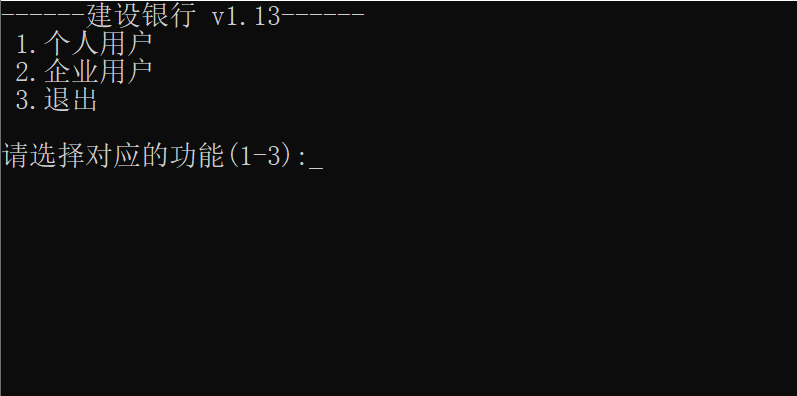 ------建设银行 v1.13------
1.个人用户
2.企业用户
3.退出
请选择对应的功能(1-3):_